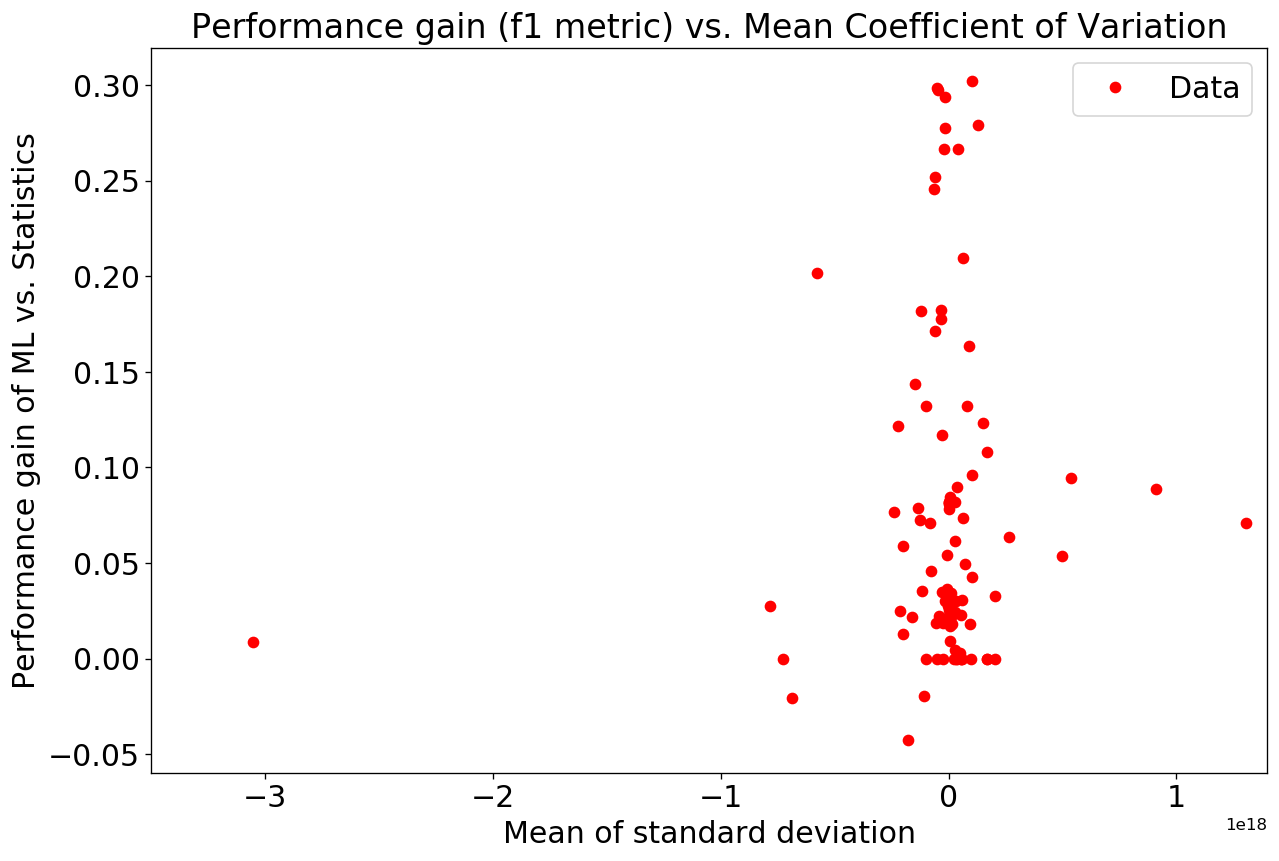 Performance gain (f1 metric) vs. Mean Coefficient of Variation
Data
Performance gain of ML vs. Statistics
0.30
0.25
0.20
0.15
0.10
0.05
0.00
−0.05
−3
−2
−1
0
1
1e18
Mean of standard deviation